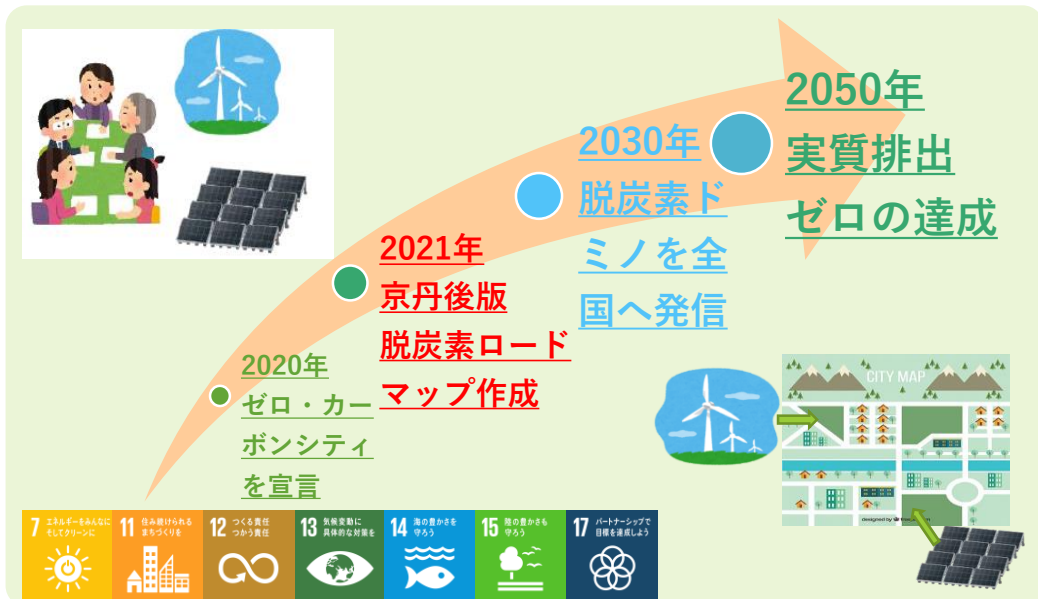 2050年
実質排出
ゼロの達成
2030年
脱炭素ド
ミノを全
国へ発信
2021年
京丹後版
脱炭素ロード
マップ作成
2020年
ゼロ・カー
ボンシティ
を宣言
CITY MAP
designed by
7 エネルギーをみんなに
そしてクリーンに
11 住み続けられる
まちづくりを
12 つくる責任
つかう責任
13 気候変動に
具体的な対策を
14 海の豊かさを
守ろう
15 陸の豊かさも
守ろう
17 パートナーシップで
目標を達成しよう